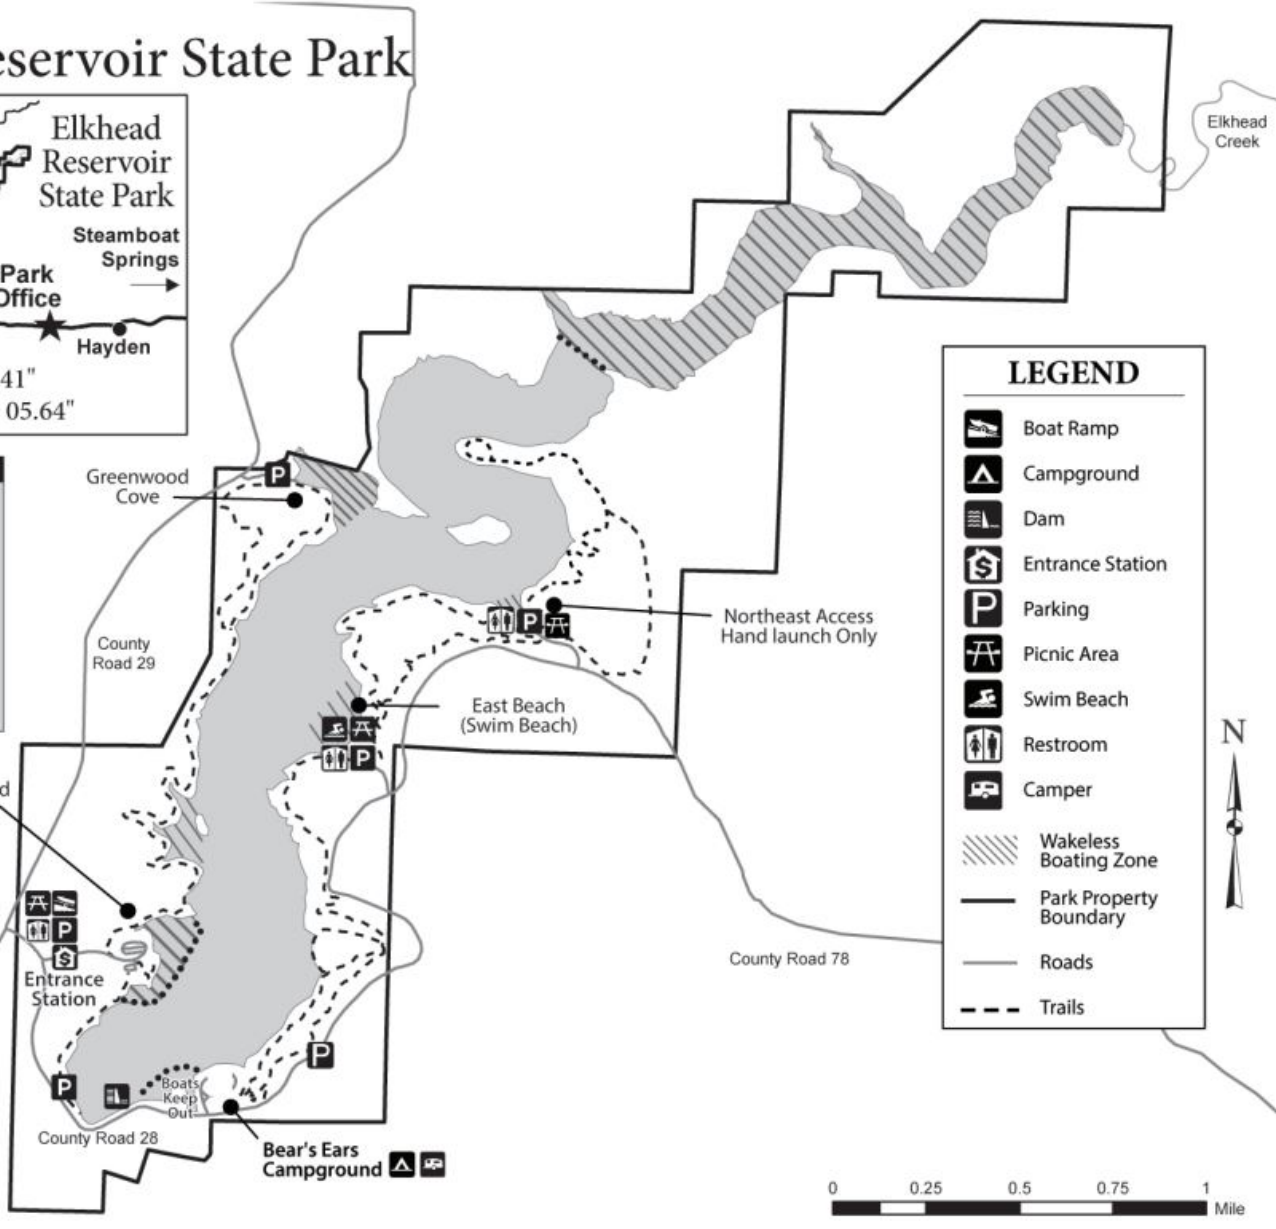 eservoir State Park
Elkhead
Reservoir
State Park
Steamboat
Springs
Park
Office
Hayden
41"
05.64"
Elkhead
Creek
LEGEND
Boat Ramp
Campground
Dam
Entrance Station
Parking
Picnic Area
Swim Beach
Restroom
Camper
Wakeless
Boating Zone
Park Property
Boundary
Roads
Trails
N
P
Greenwood
Cove
County
Road 29
P
Northeast Access
Hand launch Only
East Beach
(Swim Beach)
P
d
P
$
Entrance
Station
County Road 78
P
P
Boats
Keep
Out
County Road 28
Bear's Ears
Campground
0 0.25 0.5 0.75 1
Mile